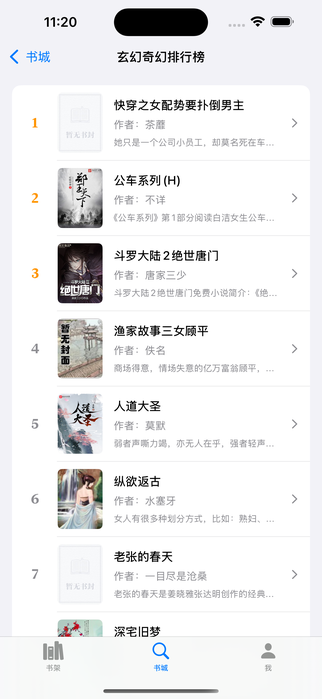 11:20
书城
玄幻奇幻排行榜
1
快穿之女配势要扑倒男主
作者：茶蘼
她只是一个公司小员工，却莫名死在车...
暂无书封
2
公车系列(H)
作者：不详
《公车系列》第1部分阅读白洁女生公车...
3
斗罗大陆2绝世唐门
作者：唐家三少
斗罗大陆2绝世唐门免费小说简介：《绝...
绝世唐门
4
渔家故事三女顾平
作者：佚名
商场得意，情场失意的亿万富翁顾平，...
暂无封面
5
人道大圣
作者：莫默
弱者声嘶力竭，亦无人在乎，强者轻声...
人道大圣
6
纵欲返古
作者：水塞牙
女人有很多种划分方式，比如：熟妇、...
7
老张的春天
作者：一目尽是沧桑
老张的春天是姜晓雅张达明创作的经典...
暂无书封
深宅旧梦
书架
书城
我